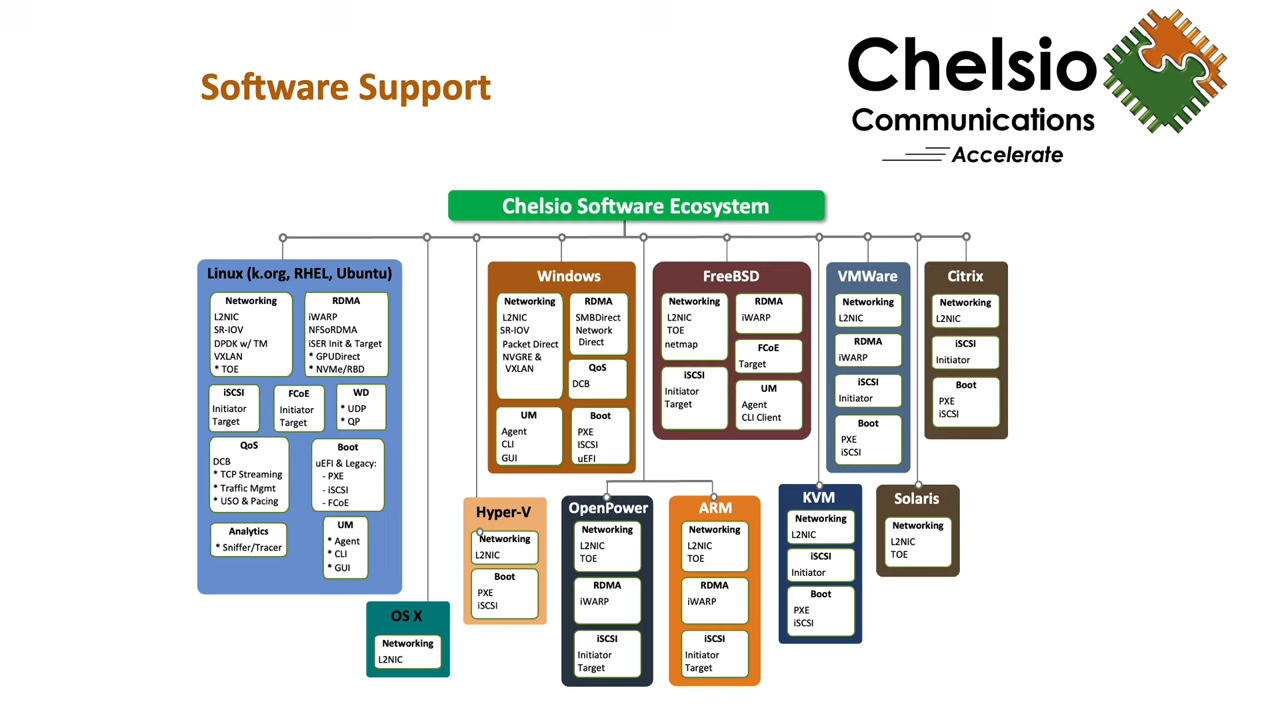 Software Support
Chelsio
Communications
Accelerate
Chelsio Software Ecosystem
Linux (k.org, RHEL, Ubuntu)
Networking
L2NIC
SR-IOV
DPDK w/ TM
VXLAN
* TOE
RDMA
iWARP
NFSoRDMA
iSER Init & Target
* GPUDirect
* NVMe/RBD
iSCSI
Initiator
Target
FCoE
Initiator
Target
WD
* UDP
* QP
QoS
DCB
* TCP Streaming
* Traffic Mgmt
* USO & Pacing
Boot
uEFI & Legacy:
- PXE
- iSCSI
- FCoE
Analytics
* Sniffer/Tracer
UM
* Agent
* CLI
* GUI
OS X
Networking
L2NIC
Hyper-V
Networking
L2NIC
Boot
PXE
iSCSI
Windows
Networking
L2NIC
SR-IOV
Packet Direct
NVGRE &
VXLAN
RDMA
SMBDirect
Network
Direct
QoS
DCB
UM
Agent
CLI
GUI
Boot
PXE
ISCSI
uEFI
OpenPower
Networking
L2NIC
TOE
RDMA
iWARP
iSCSI
Initiator
Target
ARM
Networking
L2NIC
TOE
RDMA
iWARP
iSCSI
Initiator
Target
FreeBSD
Networking
L2NIC
TOE
netmap
RDMA
iWARP
FCoE
Target
iSCSI
Initiator
Target
UM
Agent
CLI Client
KVM
Networking
L2NIC
iSCSI
Initiator
Boot
PXE
iSCSI
VMWare
Networking
L2NIC
RDMA
iWARP
iSCSI
Initiator
Boot
PXE
iSCSI
Solaris
Networking
L2NIC
TOE
Citrix
Networking
L2NIC
iSCSI
Initiator
Boot
PXE
iSCSI